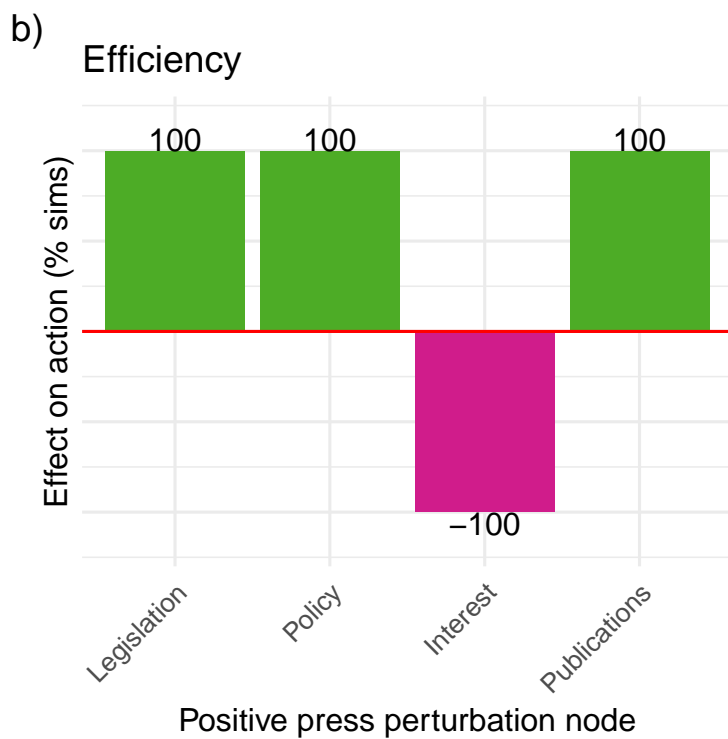 b)
Efficiency
100
100
100
−100
Effect on action (% sims)
Legislation
Policy
Interest
Publications
Positive press perturbation node